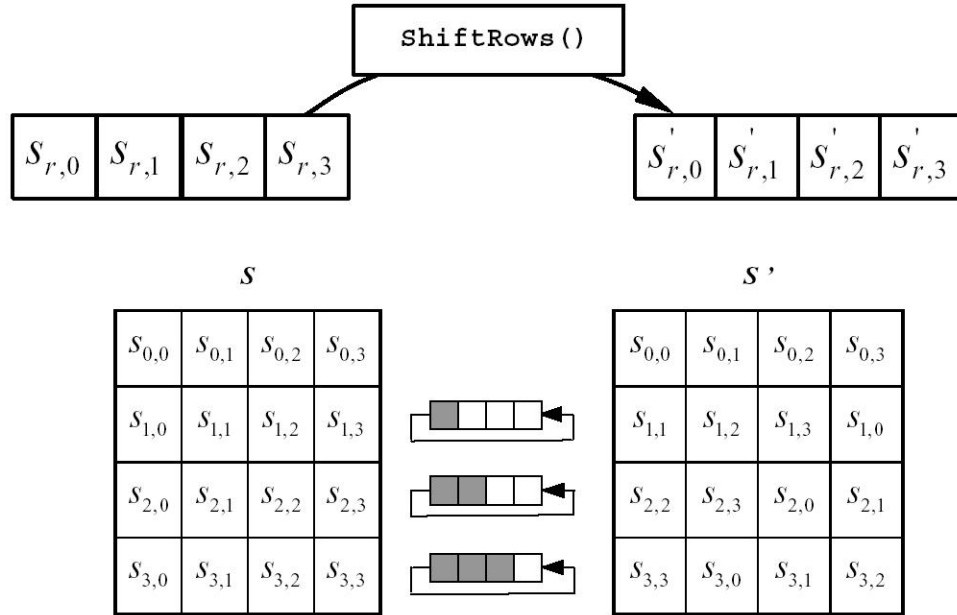 ShiftRows()
S_{r,0} S_{r,1} S_{r,2} S_{r,3} S'_{r,0} S'_{r,1} S'_{r,2} S'_{r,3}
S S'
S_{0,0} S_{0,1} S_{0,2} S_{0,3} S_{0,0} S_{0,1} S_{0,2} S_{0,3}
S_{1,0} S_{1,1} S_{1,2} S_{1,3} S_{1,1} S_{1,2} S_{1,3} S_{1,0}
S_{2,0} S_{2,1} S_{2,2} S_{2,3} S_{2,2} S_{2,3} S_{2,0} S_{2,1}
S_{3,0} S_{3,1} S_{3,2} S_{3,3} S_{3,3} S_{3,0} S_{3,1} S_{3,2}